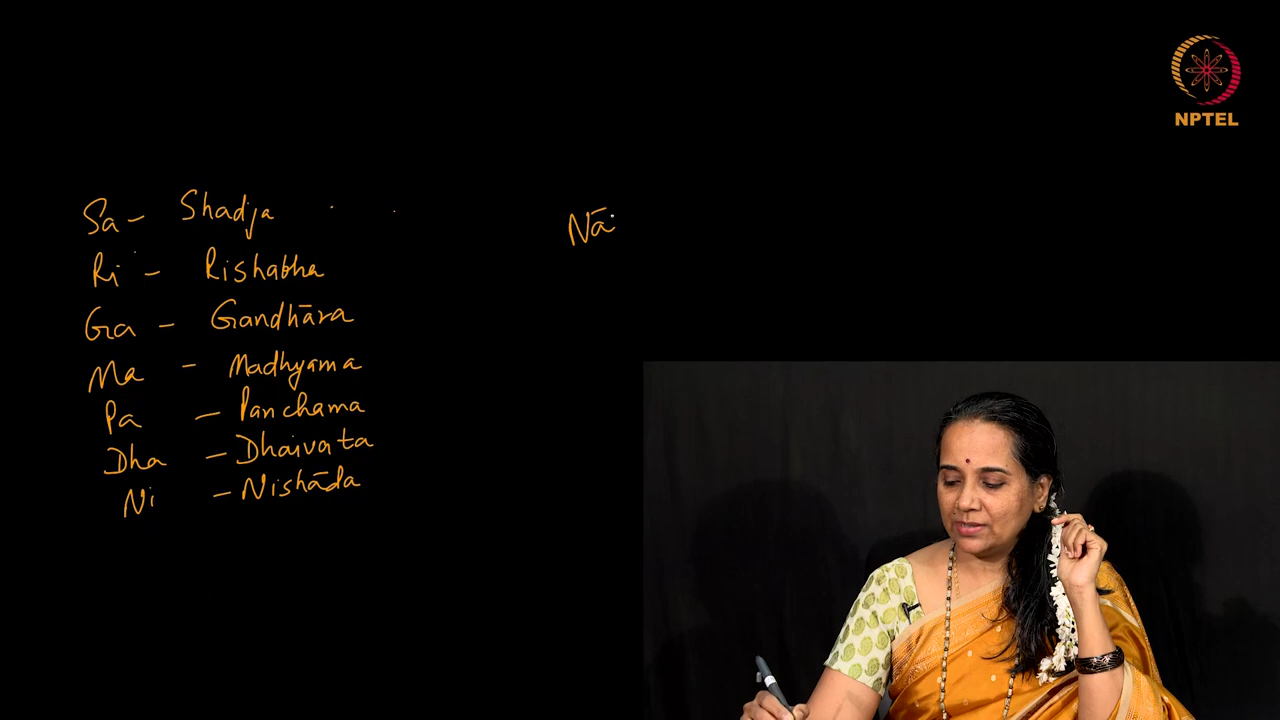 Sa - Shadja
Ri - Rishabha
Ga - Gandhāra
Ma - Madhyama
Pa - Panchama
Dha - Dhaivata
Ni - Nishāda
Nā
NPTEL